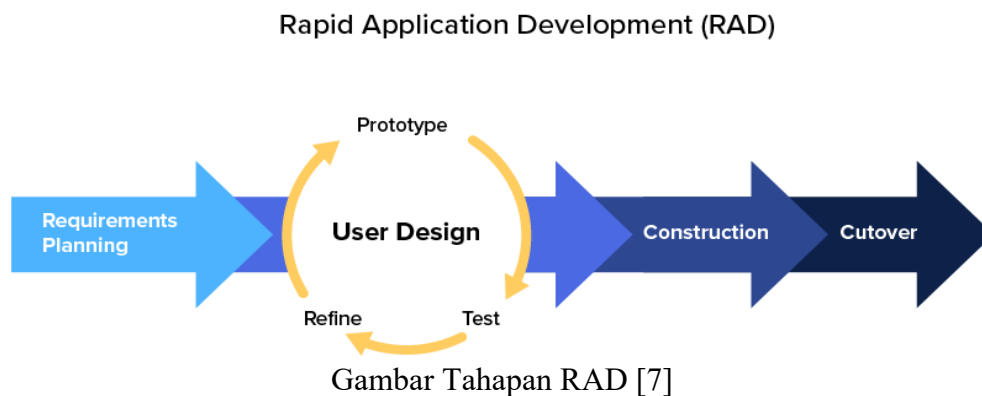 Rapid Application Development (RAD)
Prototype
Requirements
Planning
User Design
Construction
Cutover
Refine
Test
Gambar Tahapan RAD [7]